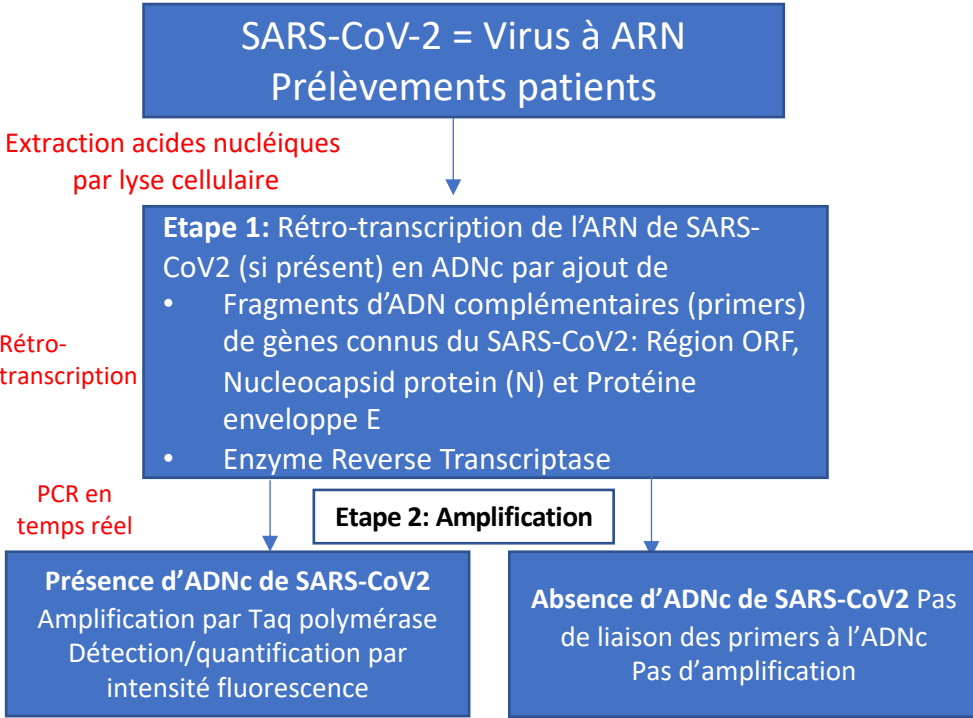 SARS-CoV-2 = Virus à ARN
Prélèvements patients
Extraction acides nucléiques
par lyse cellulaire
Etape 1: Rétro-transcription de l’ARN de SARS-
CoV2 (si présent) en ADNc par ajout de
• Fragments d’ADN complémentaires (primers)
de gènes connus du SARS-CoV2: Région ORF,
Nucleocapsid protein (N) et Protéine
enveloppe E
• Enzyme Reverse Transcriptase
Rétro-
transcription
PCR en
temps réel
Etape 2: Amplification
Présence d’ADNc de SARS-CoV2
Amplification par Taq polymérase
Détection/quantification par
intensité fluorescence
Absence d’ADNc de SARS-CoV2 Pas
de liaison des primers à l’ADNc
Pas d’amplification